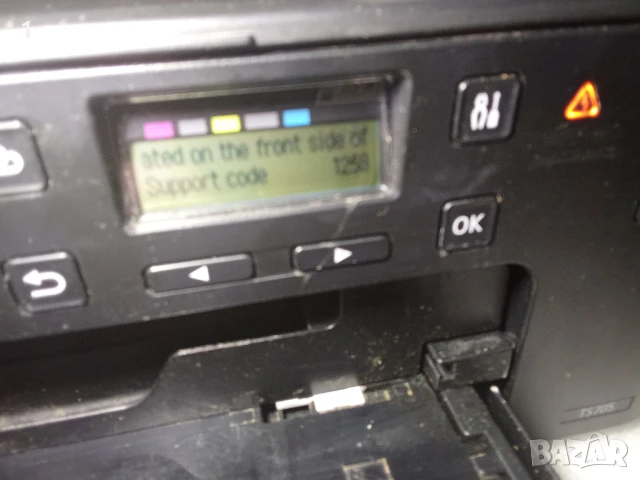 sted on the front side of
Support code 1258
OK
TS705
BAZAR